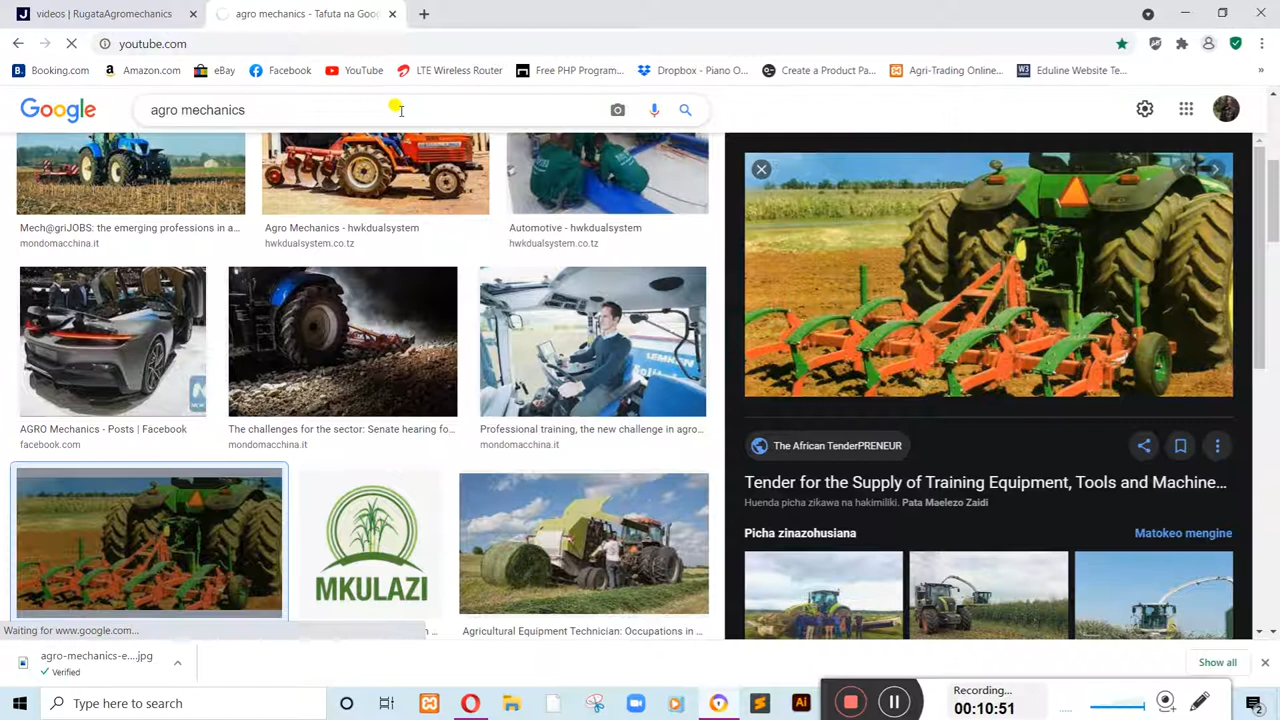 videos | RugataAgromechanics
agro mechanics - Tafuta na Goo
youtube.com
Booking.com
Amazon.com
eBay
Facebook
YouTube
LTE Wireless Router
Free PHP Program...
Dropbox - Piano O...
Create a Product Pa...
Agri-Trading Online...
Eduline Website Te...
Google
agro mechanics
Mech@griJOBS: the emerging professions in a...
mondomacchina.it
Agro Mechanics - hwkdualsystem
hwkdualsystem.co.tz
Automotive - hwkdualsystem
hwkdualsystem.co.tz
AGRO Mechanics - Posts | Facebook
facebook.com
The challenges for the sector: Senate hearing fo...
mondomacchina.it
LEMKEN
Professional training, the new challenge in agro...
mondomacchina.it
MKULAZI
Agricultural Equipment Technician: Occupations in ...
The African TenderPRENEUR
Tender for the Supply of Training Equipment, Tools and Machine...
Huenda picha zikawa na hakimiliki. Pata Maelezo Zaidi
Picha zinazohusiana
Matokeo mengine
Waiting for www.google.com...
agro-mechanics-e....jpg
Verified
Show all
Type here to search
Recording...
00:10:51
2